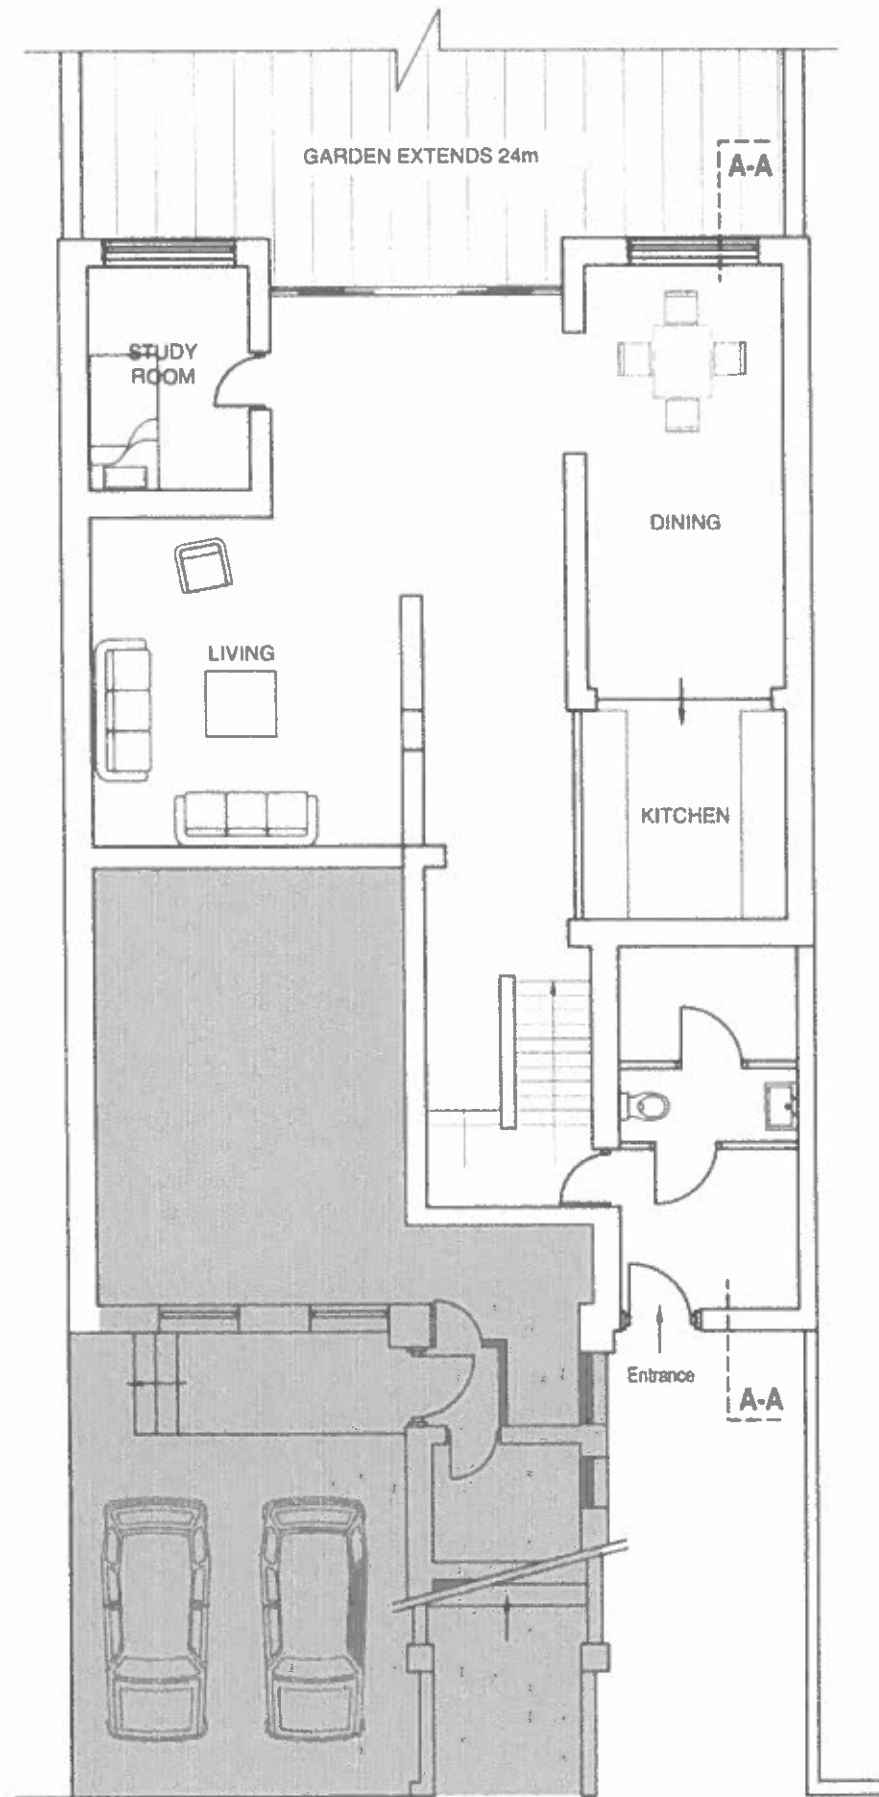 GARDEN EXTENDS 24m
A-A
STUDY
ROOM
DINING
LIVING
KITCHEN
Entrance
A-A